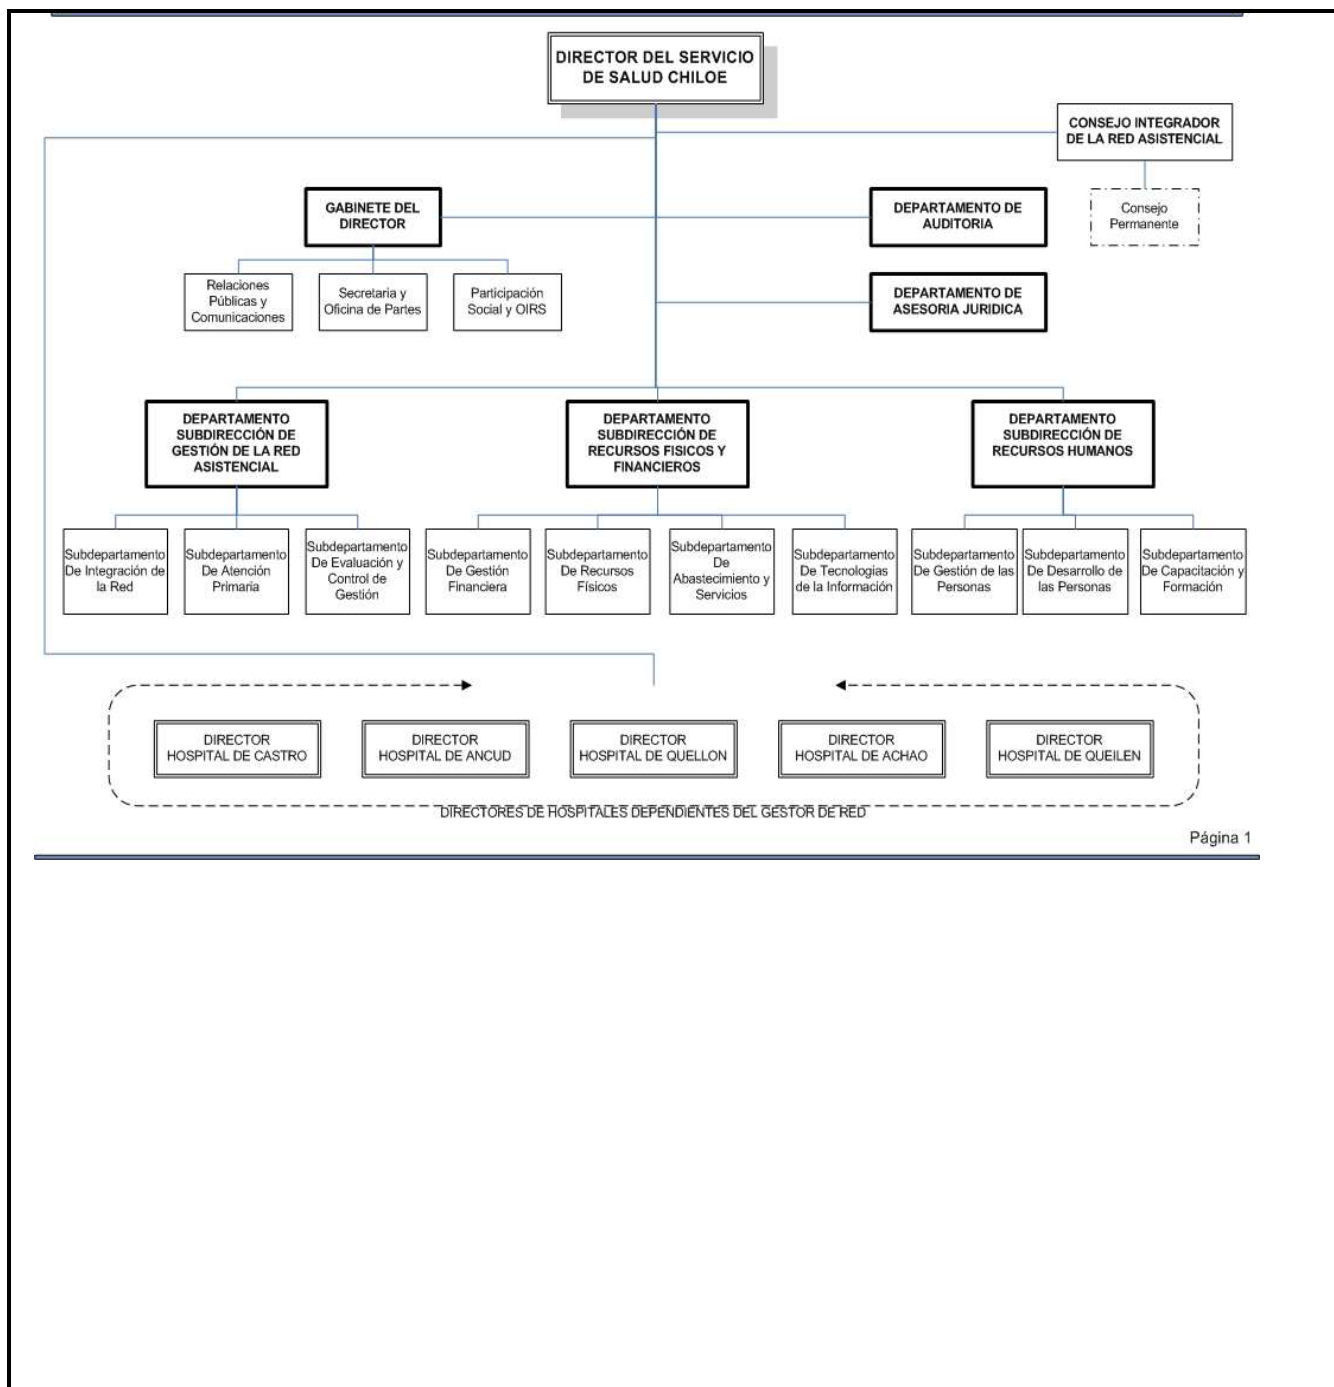 DIRECTOR DEL SERVICIO
DE SALUD CHILOE
CONSEJO INTEGRADOR
DE LA RED ASISTENCIAL
Consejo
Permanente
GABINETE DEL
DIRECTOR
DEPARTAMENTO DE
AUDITORIA
Relaciones
Públicas y
Comunicaciones
Secretaria y
Oficina de Partes
Participación
Social y OIRS
DEPARTAMENTO DE
ASESORIA JURIDICA
DEPARTAMENTO
SUBDIRECCIÓN DE
GESTIÓN DE LA RED
ASISTENCIAL
DEPARTAMENTO
SUBDIRECCIÓN DE
RECURSOS FISICOS Y
FINANCIEROS
DEPARTAMENTO
SUBDIRECCIÓN DE
RECURSOS HUMANOS
Subdepartamento
De Integración de
la Red
Subdepartamento
De Atención
Primaria
Subdepartamento
De Evaluación y
Control de
Gestión
Subdepartamento
De Gestión
Financiera
Subdepartamento
De Recursos
Físicos
Subdepartamento
De
Abastecimiento y
Servicios
Subdepartamento
De Tecnologías
de la Información
Subdepartamento
De Gestión de las
Personas
Subdepartamento
De Desarrollo de
las Personas
Subdepartamento
De Capacitación y
Formación
DIRECTOR
HOSPITAL DE CASTRO
DIRECTOR
HOSPITAL DE ANCUD
DIRECTOR
HOSPITAL DE QUELLON
DIRECTOR
HOSPITAL DE ACHAO
DIRECTOR
HOSPITAL DE QUEILEN
DIRECTORES DE HOSPITALES DEPENDIENTES DEL GESTOR DE RED
Página 1